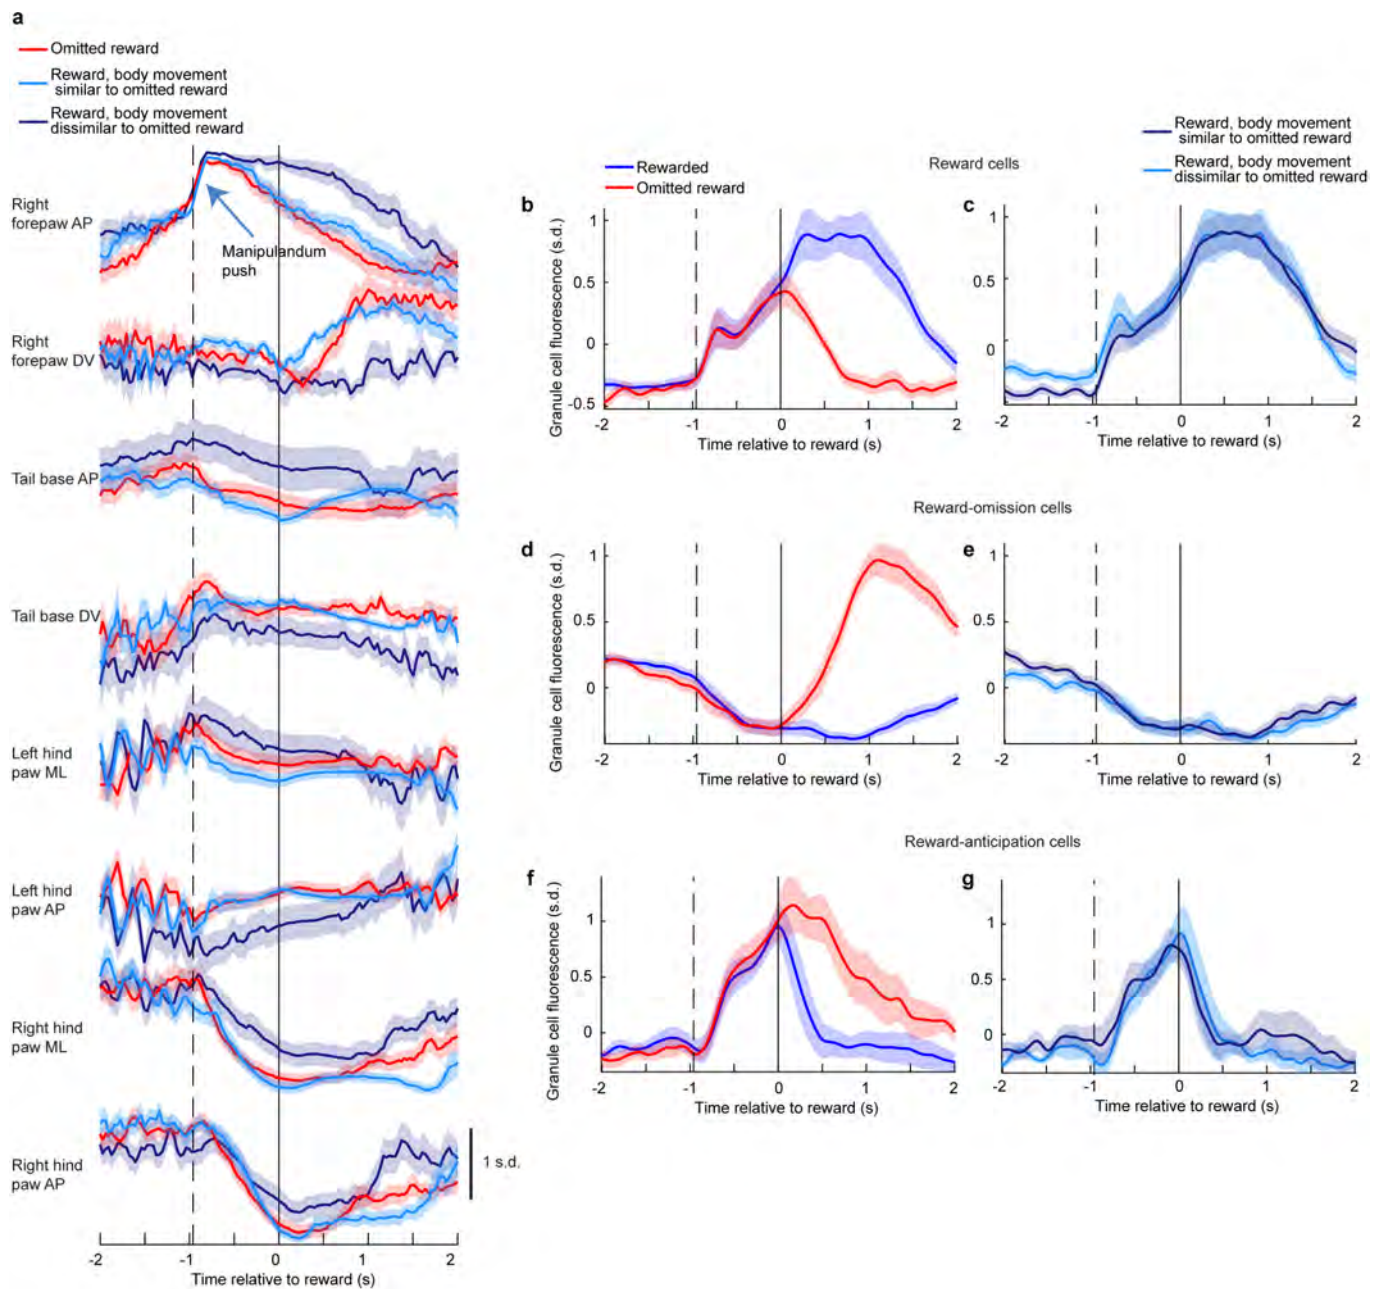 a
Omitted reward
Reward, body movement
similar to omitted reward
Reward, body movement
dissimilar to omitted reward
Right
forepaw AP
Manipulandum
push
Right
forepaw DV
Tail base AP
Tail base DV
Left hind
paw ML
Left hind
paw AP
Right hind
paw ML
Right hind
paw AP
1 s.d.
-2 -1 0 1 2
Time relative to reward (s)
Rewarded
Omitted reward
Reward cells
Reward, body movement
similar to omitted reward
Reward, body movement
dissimilar to omitted reward
b
Granule cell fluorescence (s.d.)
1
0.5
0
-0.5
-2 -1 0 1 2
Time relative to reward (s)
c
1
0.5
0
-2 -1 0 1 2
Time relative to reward (s)
Reward-omission cells
d
Granule cell fluorescence (s.d.)
1
0.5
0
-2 -1 0 1 2
Time relative to reward (s)
e
1
0.5
0
-2 -1 0 1 2
Time relative to reward (s)
Reward-anticipation cells
f
Granule cell fluorescence (s.d.)
1
0.5
0
-2 -1 0 1 2
Time relative to reward (s)
g
1
0.5
0
-2 -1 0 1 2
Time relative to reward (s)